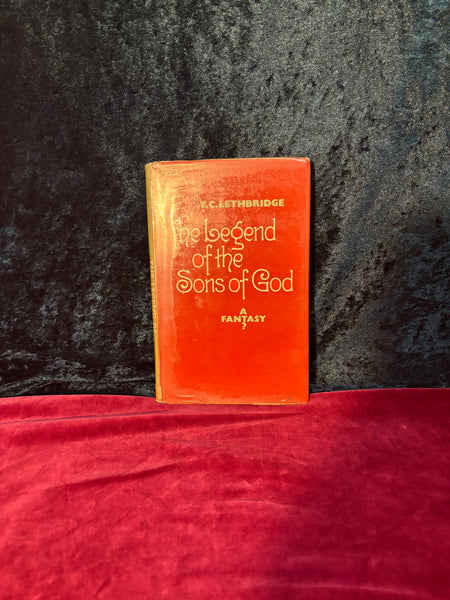 T.C. LETHBRIDGE
The Legend
of the
Sons of God
A
FANTASY
?